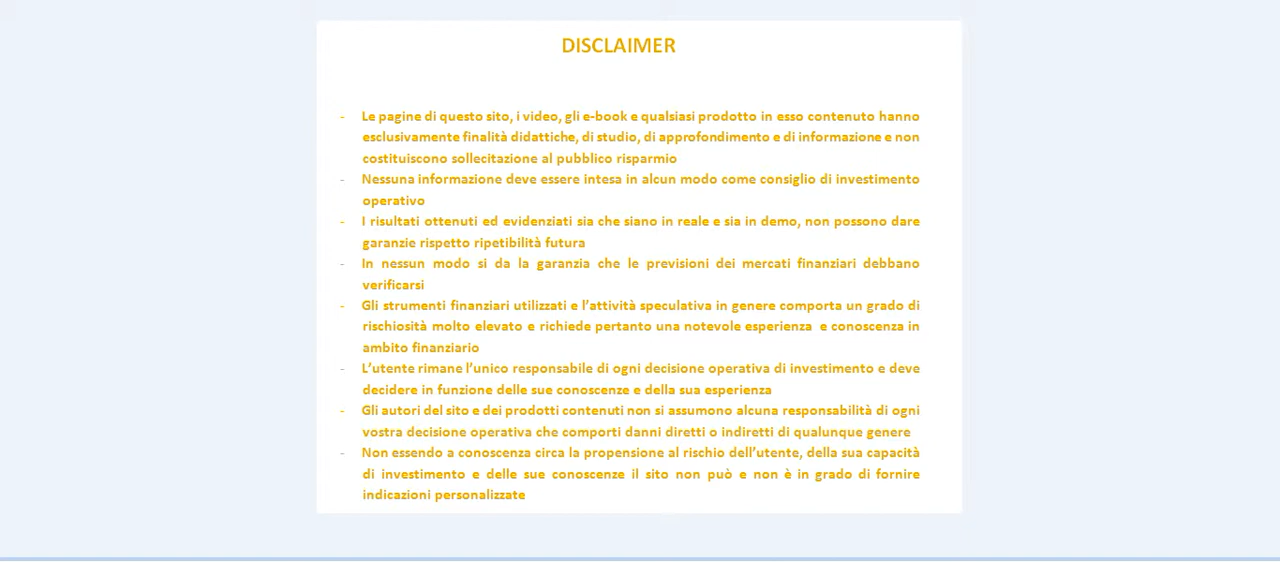 DISCLAIMER
- Le pagine di questo sito, i video, gli e-book e qualsiasi prodotto in esso contenuto hanno
esclusivamente finalità didattiche, di studio, di approfondimento e di informazione e non
costituiscono sollecitazione al pubblico risparmio
- Nessuna informazione deve essere intesa in alcun modo come consiglio di investimento
operativo
- I risultati ottenuti ed evidenziati sia che siano in reale e sia in demo, non possono dare
garanzie rispetto ripetibilità futura
- In nessun modo si da la garanzia che le previsioni dei mercati finanziari debbano
verificarsi
- Gli strumenti finanziari utilizzati e l'attività speculativa in genere comporta un grado di
rischiosità molto elevato e richiede pertanto una notevole esperienza e conoscenza in
ambito finanziario
- L'utente rimane l'unico responsabile di ogni decisione operativa di investimento e deve
decidere in funzione delle sue conoscenze e della sua esperienza
- Gli autori del sito e dei prodotti contenuti non si assumono alcuna responsabilità di ogni
vostra decisione operativa che comporti danni diretti o indiretti di qualunque genere
- Non essendo a conoscenza circa la propensione al rischio dell'utente, della sua capacità
di investimento e delle sue conoscenze il sito non può e non è in grado di fornire
indicazioni personalizzate